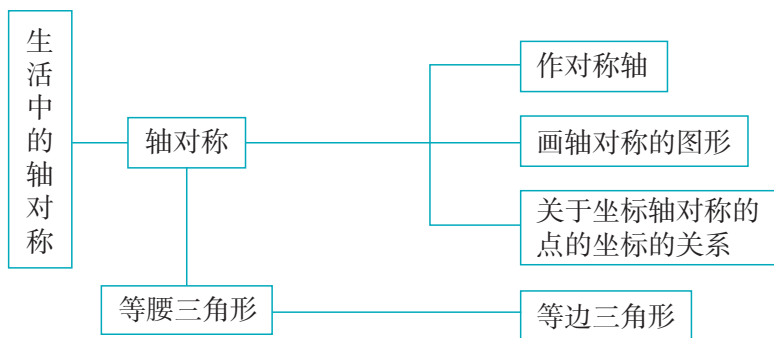 生活中的轴对称
轴对称
作对称轴
画轴对称的图形
关于坐标轴对称的
点的坐标的关系
等腰三角形
等边三角形